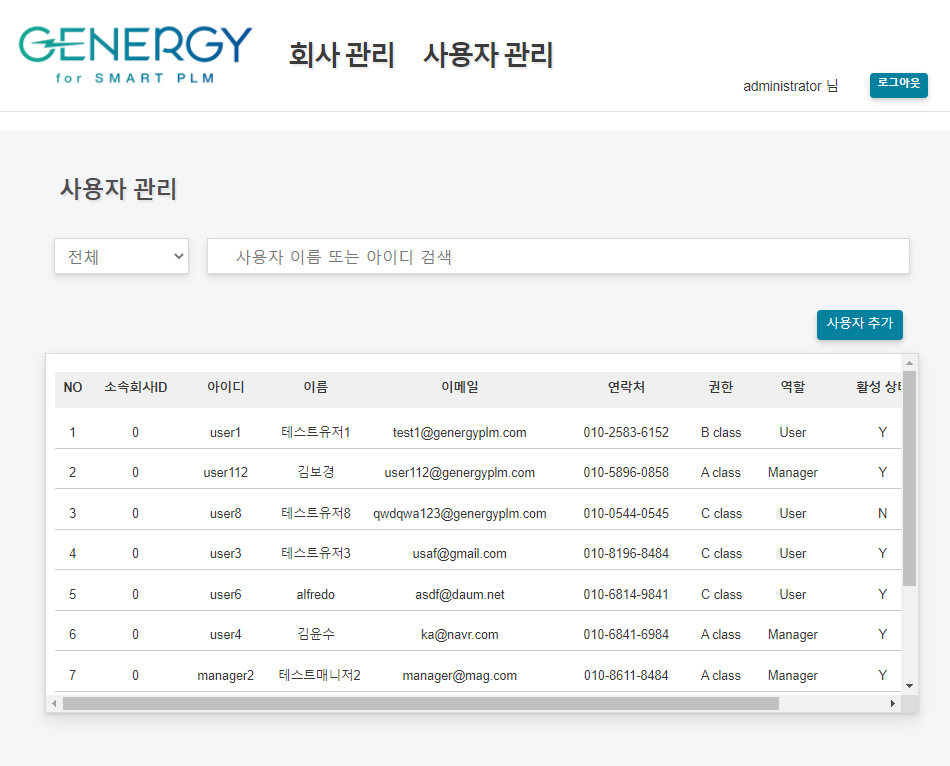 GENERGY
for SMART PLM
회사 관리 사용자 관리
administrator 님 로그아웃
사용자 관리
전체 사용자 이름 또는 아이디 검색
사용자 추가
NO 소속회사ID 아이디 이름 이메일 연락처 권한 역할 활성 상
1 0 user1 테스트유저1 test1@genergyplm.com 010-2583-6152 B class User Y
2 0 user112 김보경 user112@genergyplm.com 010-5896-0858 A class Manager Y
3 0 user8 테스트유저8 qwdqwa123@genergyplm.com 010-0544-0545 C class User N
4 0 user3 테스트유저3 usaf@gmail.com 010-8196-8484 C class User Y
5 0 user6 alfredo asdf@daum.net 010-6814-9841 C class User Y
6 0 user4 김윤수 ka@navr.com 010-6841-6984 A class Manager Y
7 0 manager2 테스트매니저2 manager@mag.com 010-8611-8484 A class Manager Y